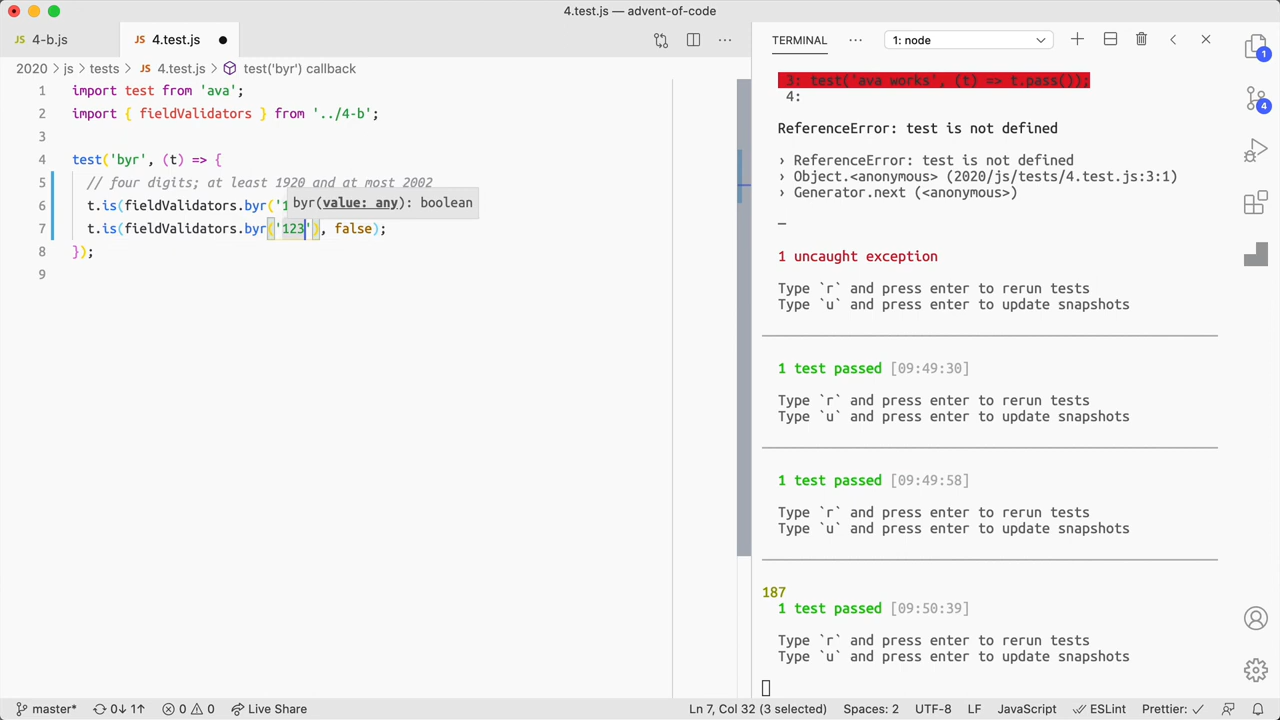 4.test.js — advent-of-code
JS 4-b.js
JS 4.test.js ●
TERMINAL ··· 1: node
2020 > js > tests > JS 4.test.js > test('byr') callback
1 import test from 'ava';
2 import { fieldValidators } from '../4-b';
3
4 test('byr', (t) => {
5 // four digits; at least 1920 and at most 2002
6 t.is(fieldValidators.byr('1
byr(value: any): boolean
7 t.is(fieldValidators.byr('123'), false);
8 });
9
3: test('ava works', (t) => t.pass());
4:
ReferenceError: test is not defined
› ReferenceError: test is not defined
› Object.<anonymous> (2020/js/tests/4.test.js:3:1)
› Generator.next (<anonymous>)
─
1 uncaught exception
Type `r` and press enter to rerun tests
Type `u` and press enter to update snapshots
1 test passed [09:49:30]
Type `r` and press enter to rerun tests
Type `u` and press enter to update snapshots
1 test passed [09:49:58]
Type `r` and press enter to rerun tests
Type `u` and press enter to update snapshots
187
1 test passed [09:50:39]
Type `r` and press enter to rerun tests
Type `u` and press enter to update snapshots
1
4
master* 0↓ 1↑ 0 0 Live Share Ln 7, Col 32 (3 selected) Spaces: 2 UTF-8 LF JavaScript ESLint Prettier: ✓